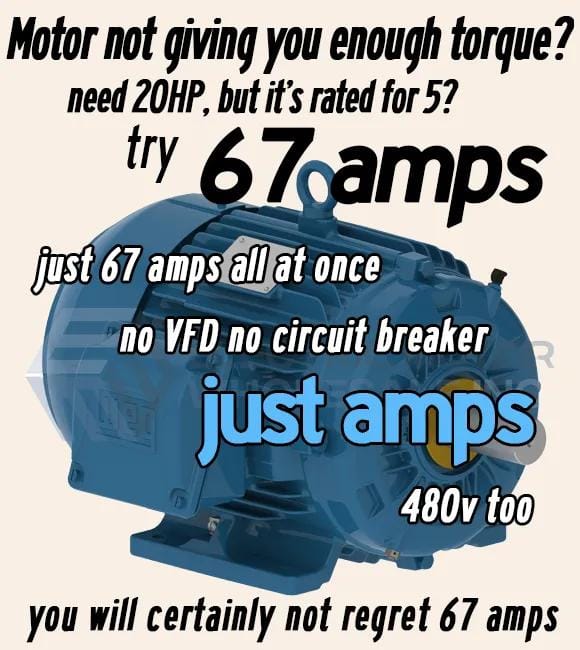 Motor not giving you enough torque?
need 20HP, but it's rated for 5?
try 67 amps
just 67 amps all at once
no VFD no circuit breaker
just amps
Weg
480v too
you will certainly not regret 67 amps